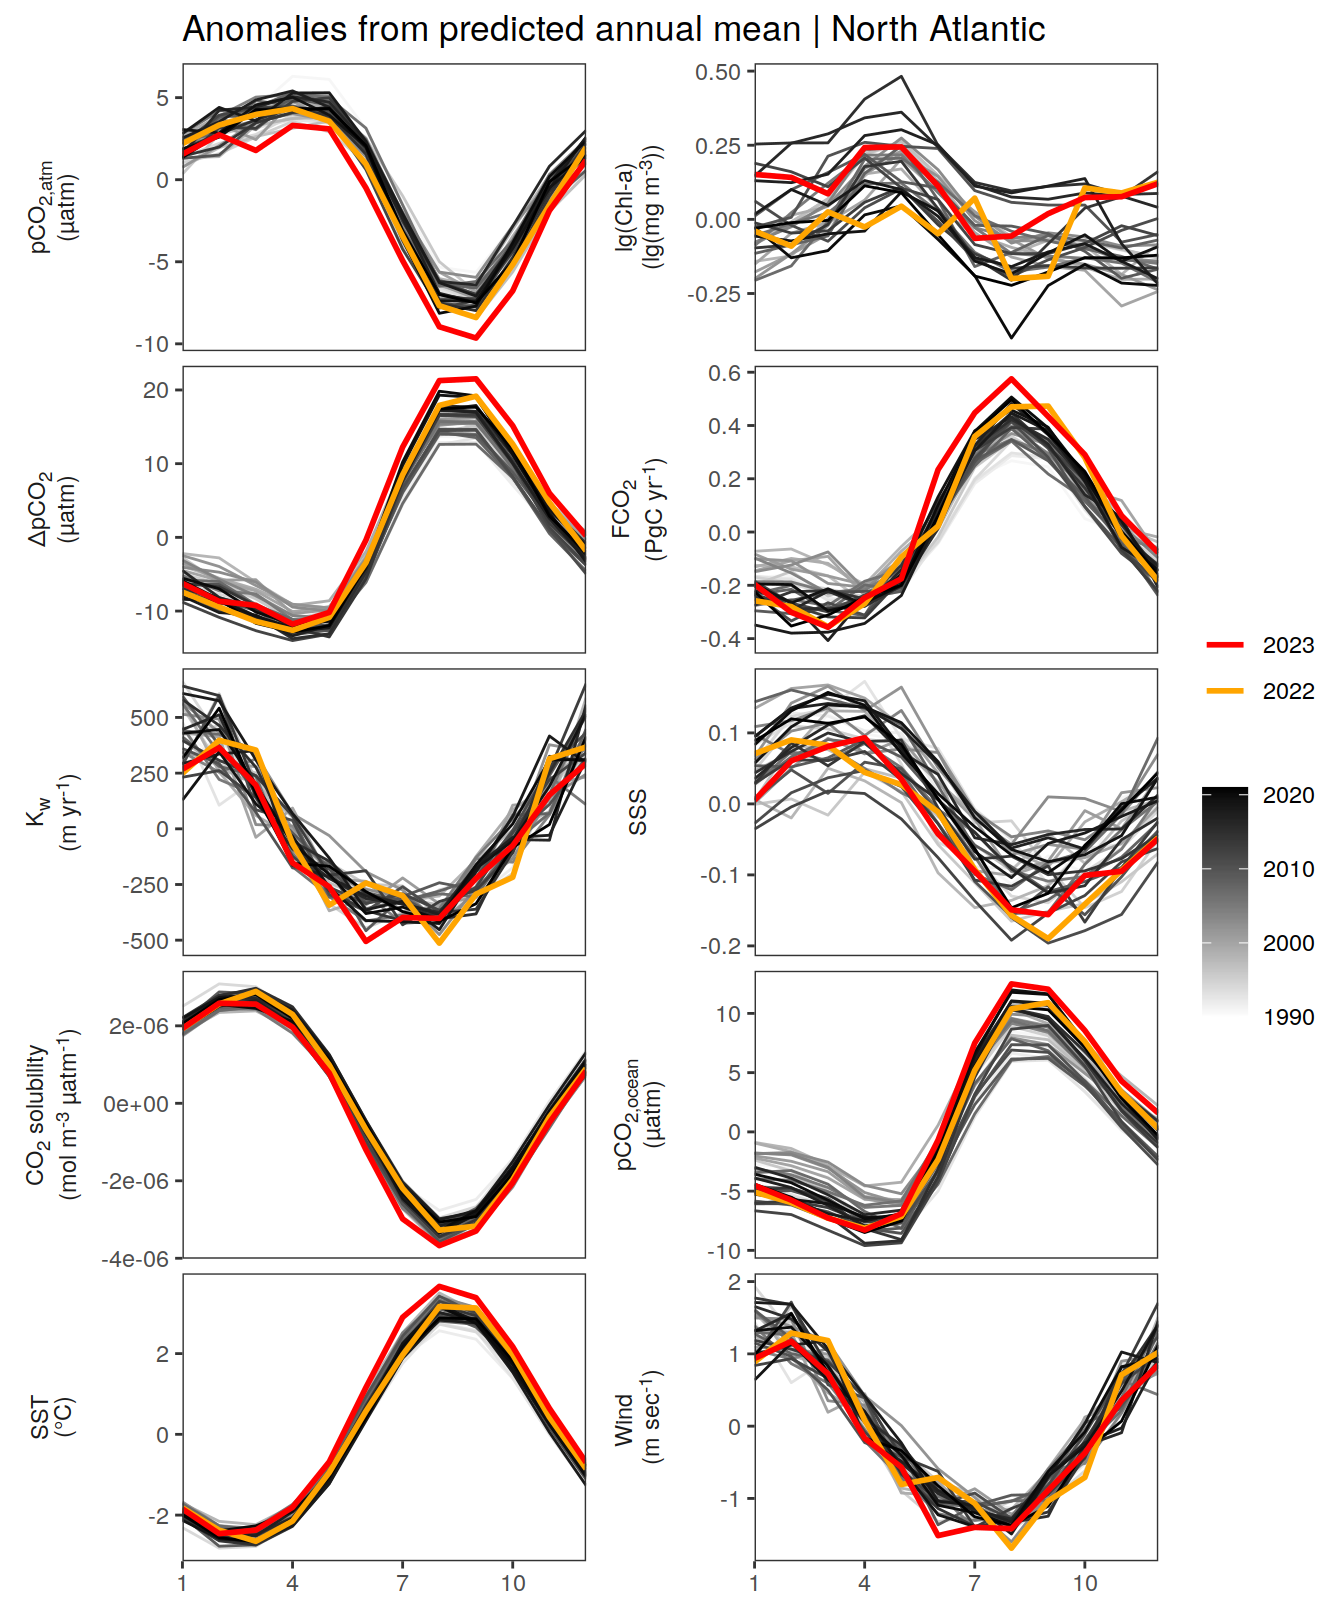 Anomalies from predicted annual mean | North Atlantic
pCO2,atm
(µatm)
5
0
-5
-10
lg(Chl-a)
(lg(mg m-3))
0.50
0.25
0.00
-0.25
ΔpCO2
(µatm)
20
10
0
-10
FCO2
(PgC yr-1)
0.6
0.4
0.2
0.0
-0.2
-0.4
Kw
(m yr-1)
500
250
0
-250
-500
SSS
0.1
0.0
-0.1
-0.2
CO2 solubility
(mol m-3 µatm-1)
2e-06
0e+00
-2e-06
-4e-06
pCO2,ocean
(µatm)
10
5
0
-5
-10
SST
(°C)
2
0
-2
1
4
7
10
Wind
(m sec-1)
2
1
0
-1
1
4
7
10
2023
2022
2020
2010
2000
1990